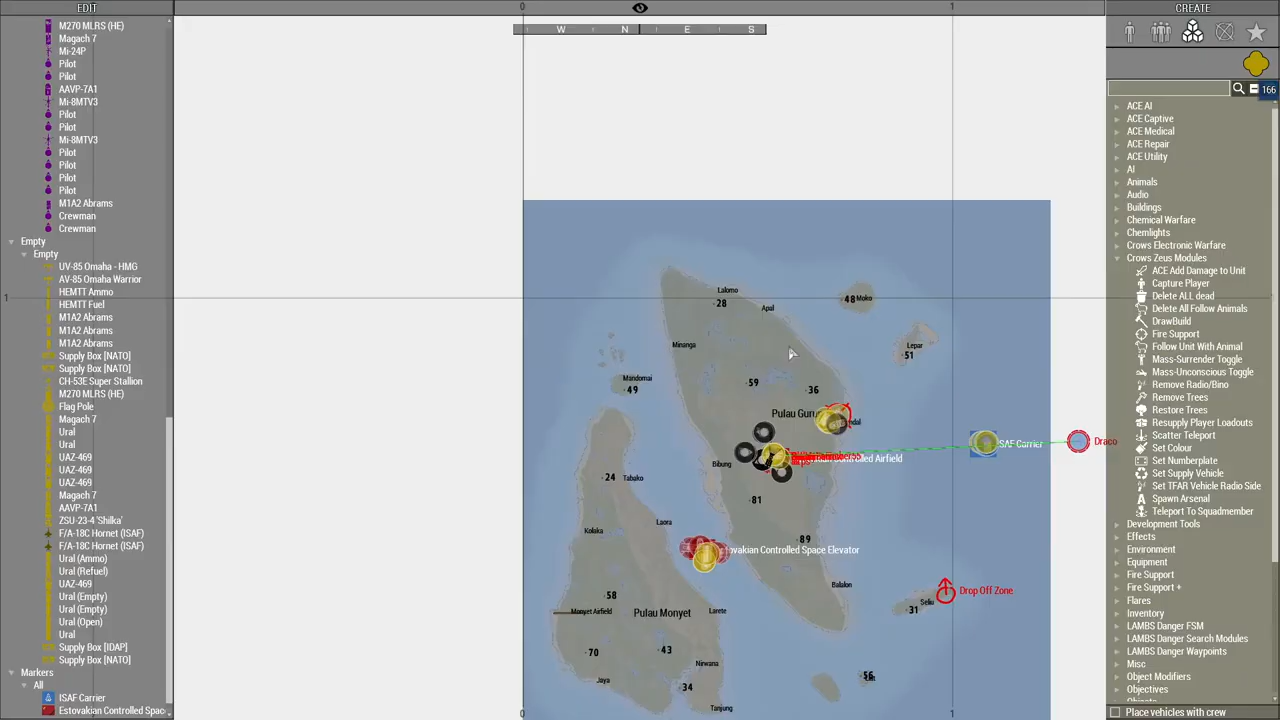 EDIT
M270 MLRS (HE)
Magach 7
Mi-24P
Pilot
Pilot
AAVP-7A1
Mi-8MTV3
Pilot
Pilot
Mi-8MTV3
Pilot
Pilot
Pilot
Pilot
M1A2 Abrams
Crewman
Crewman
Empty
Empty
UV-85 Omaha - HMG
AV-85 Omaha Warrior
HEMTT Ammo
HEMTT Fuel
M1A2 Abrams
M1A2 Abrams
M1A2 Abrams
Supply Box [NATO]
Supply Box [NATO]
CH-53E Super Stallion
M270 MLRS (HE)
Flag Pole
Magach 7
Ural
Ural
UAZ-469
UAZ-469
UAZ-469
Magach 7
AAVP-7A1
ZSU-23-4 'Shilka'
F/A-18C Hornet (ISAF)
F/A-18C Hornet (ISAF)
Ural (Ammo)
Ural (Refuel)
UAZ-469
Ural (Empty)
Ural (Empty)
Ural (Open)
Ural
Supply Box [IDAP]
Supply Box [NATO]
Markers
All
ISAF Carrier
Estovakian Controlled Spac
0
1
W N E S
1
Lalomo
28
Apul
48 Moko
Minanga
Lepar
51
Mandomai
49
59
36
Pulau Guru
Bibung
Controlled Airfield
SAF Carrier
Draco
24
Tabako
81
Laora
Kolaka
89
stovakian Controlled Space Elevator
Balalon
58
Seliu
31
Drop Off Zone
Monyet Airfield
Pulau Monyet
Larete
70
43
Nirwana
Jaya
34
56
Tanjung
0
1
CREATE
166
ACE AI
ACE Captive
ACE Medical
ACE Repair
ACE Utility
AI
Animals
Audio
Buildings
Chemical Warfare
Chemlights
Crows Electronic Warfare
Crows Zeus Modules
ACE Add Damage to Unit
Capture Player
Delete ALL dead
Delete All Follow Animals
DrawBuild
Fire Support
Follow Unit With Animal
Mass-Surrender Toggle
Mass-Unconscious Toggle
Remove Radio/Bino
Remove Trees
Restore Trees
Resupply Player Loadouts
Scatter Teleport
Set Colour
Set Numberplate
Set Supply Vehicle
Set TFAR Vehicle Radio Side
Spawn Arsenal
Teleport To Squadmember
Development Tools
Effects
Environment
Equipment
Fire Support
Fire Support +
Flares
Inventory
LAMBS Danger FSM
LAMBS Danger Search Modules
LAMBS Danger Waypoints
Misc
Object Modifiers
Objectives
Place vehicles with crew